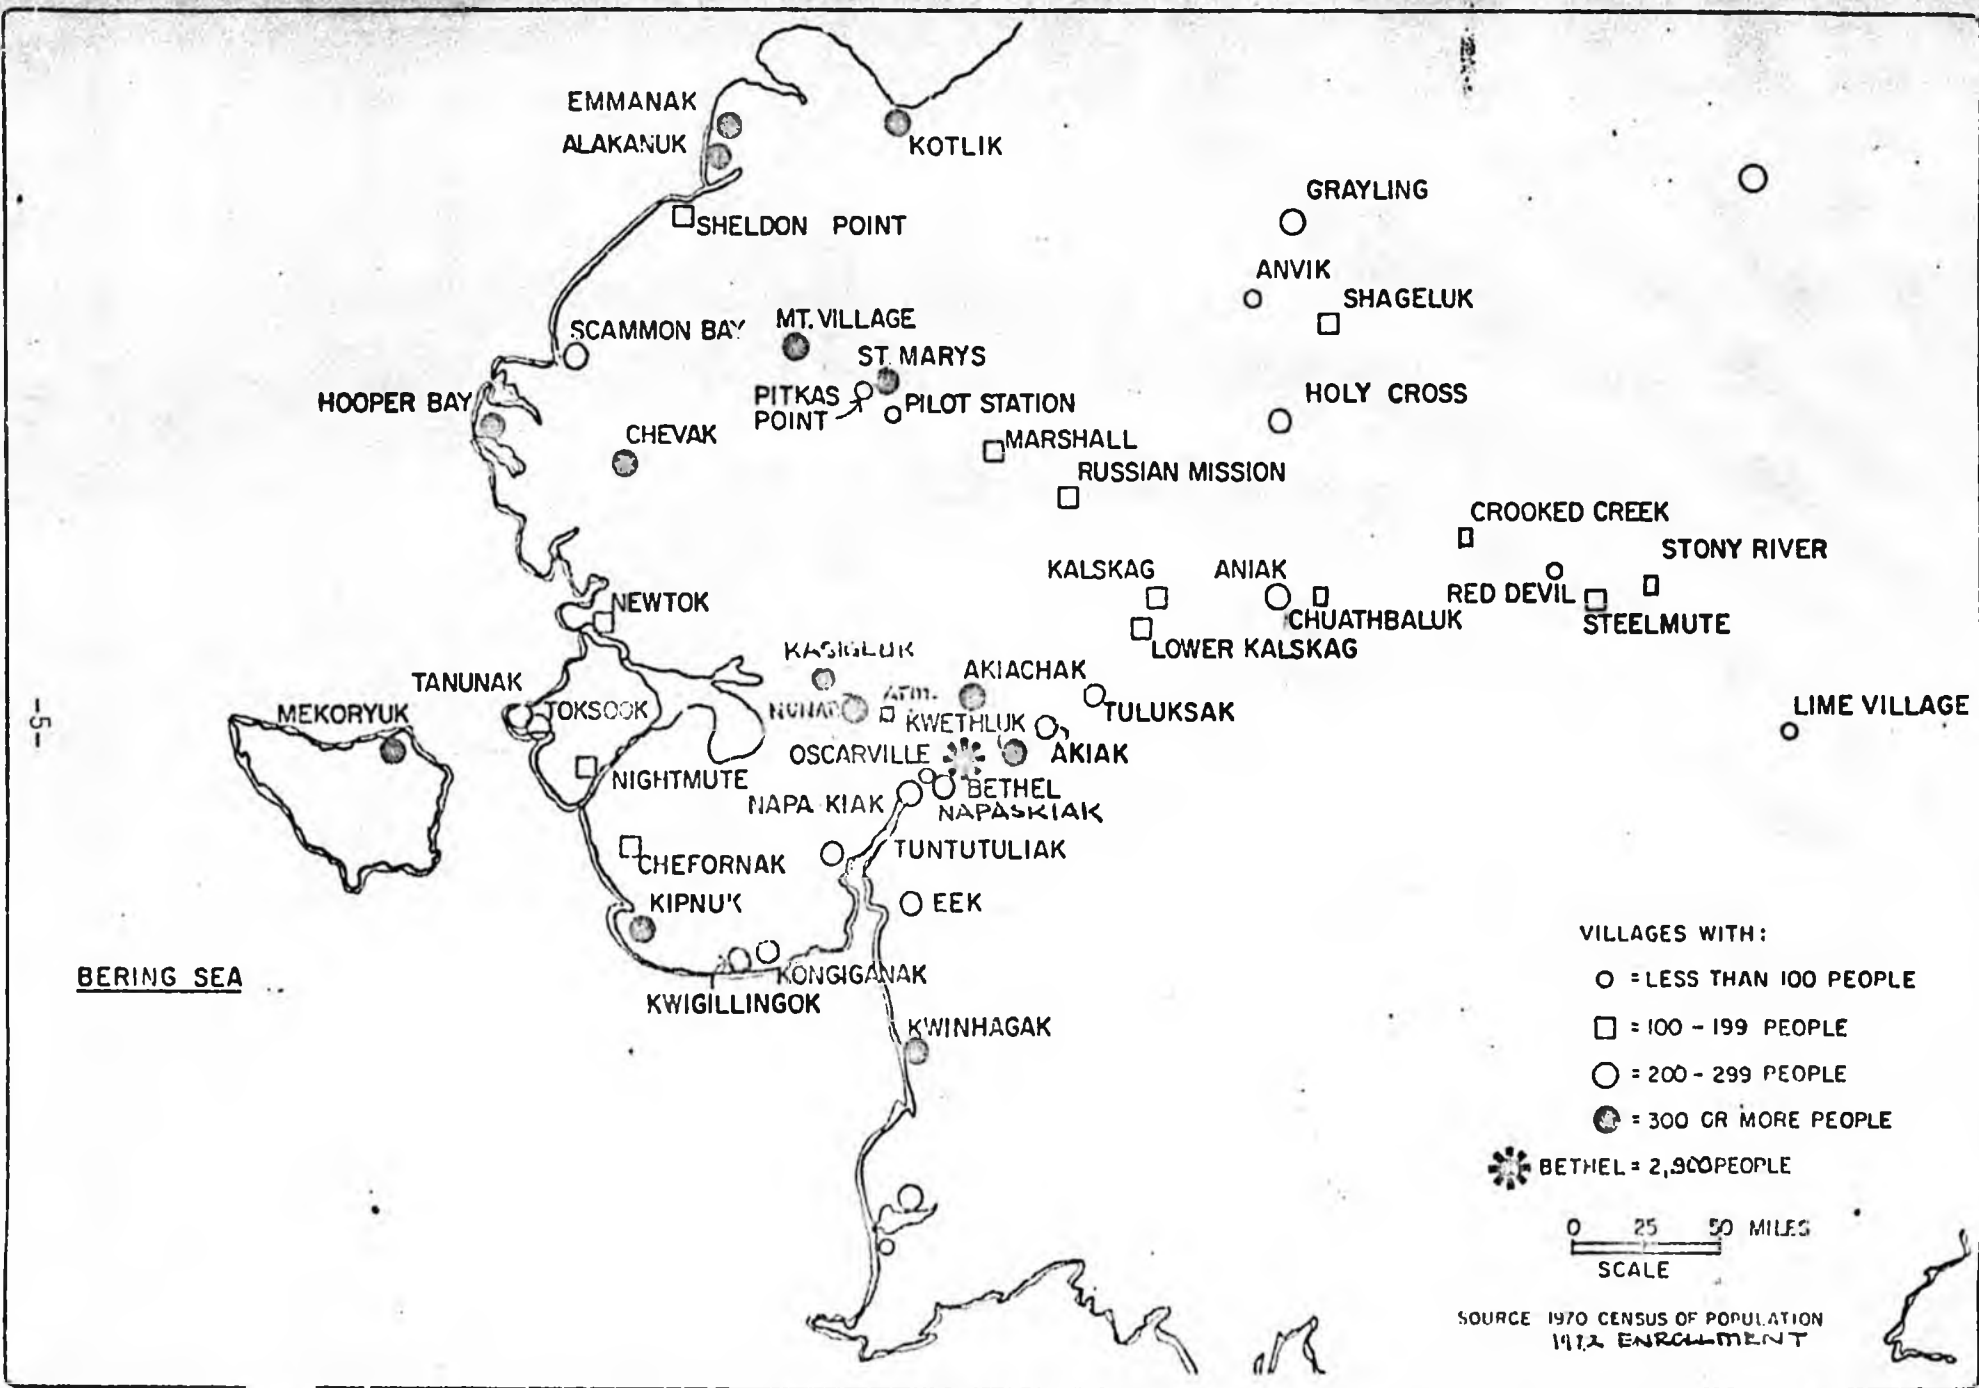 EMMANAK
ALAKANUK
KOTLIK
GRAYLING
SHELDON POINT
ANVIK
SHAGELUK
SCAMMON BAY
MT. VILLAGE
ST. MARYS
HOOPER BAY
PITKAS
POINT
PILOT STATION
HOLY CROSS
CHEVAK
MARSHALL
RUSSIAN MISSION
CROOKED CREEK
STONY RIVER
KALSKAG
ANIAK
RED DEVIL
NEWTOK
CHUATHBALUK
STEELMUTE
LOWER KALSKAG
KASIGLUK
AKIACHAK
TANUNAK
-5-
MEKORYUK
TOKSOOK
ATM.
TULUKSAK
LIME VILLAGE
KWETHLUK
OSCARVILLE
AKIAK
NIGHTMUTE
BETHEL
NAPA KIAK
NAPASKIAK
TUNTUTULIAK
CHEFORNAK
KIPNUK
EEK
BERING SEA
KONGIGANAK
KWIGILLINGOK
KWINHAGAK
VILLAGES WITH:
= LESS THAN 100 PEOPLE
= 100 - 199 PEOPLE
= 200 - 299 PEOPLE
= 300 OR MORE PEOPLE
BETHEL = 2,900 PEOPLE
0 25 50 MILES
SCALE
SOURCE 1970 CENSUS OF POPULATION
1972 ENROLLMENT